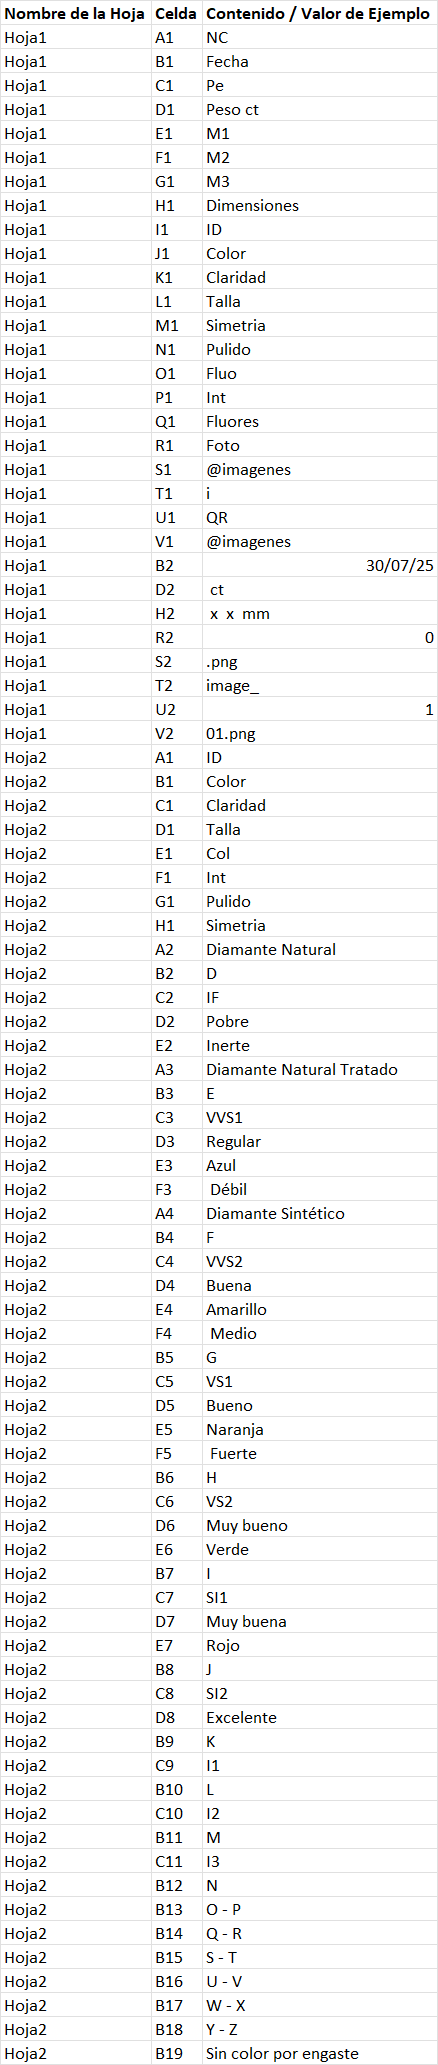 Nombre de la Hoja Celda Contenido / Valor de Ejemplo
Hoja1 A1 NC
Hoja1 B1 Fecha
Hoja1 C1 Pe
Hoja1 D1 Peso ct
Hoja1 E1 M1
Hoja1 F1 M2
Hoja1 G1 M3
Hoja1 H1 Dimensiones
Hoja1 I1 ID
Hoja1 J1 Color
Hoja1 K1 Claridad
Hoja1 L1 Talla
Hoja1 M1 Simetria
Hoja1 N1 Pulido
Hoja1 O1 Fluo
Hoja1 P1 Int
Hoja1 Q1 Fluores
Hoja1 R1 Foto
Hoja1 S1 @imagenes
Hoja1 T1 i
Hoja1 U1 QR
Hoja1 V1 @imagenes
Hoja1 B2 30/07/25
Hoja1 D2 ct
Hoja1 H2 x x mm
Hoja1 R2 0
Hoja1 S2 .png
Hoja1 T2 image_
Hoja1 U2 1
Hoja1 V2 01.png
Hoja2 A1 ID
Hoja2 B1 Color
Hoja2 C1 Claridad
Hoja2 D1 Talla
Hoja2 E1 Col
Hoja2 F1 Int
Hoja2 G1 Pulido
Hoja2 H1 Simetria
Hoja2 A2 Diamante Natural
Hoja2 B2 D
Hoja2 C2 IF
Hoja2 D2 Pobre
Hoja2 E2 Inerte
Hoja2 A3 Diamante Natural Tratado
Hoja2 B3 E
Hoja2 C3 VVS1
Hoja2 D3 Regular
Hoja2 E3 Azul
Hoja2 F3 Débil
Hoja2 A4 Diamante Sintético
Hoja2 B4 F
Hoja2 C4 VVS2
Hoja2 D4 Buena
Hoja2 E4 Amarillo
Hoja2 F4 Medio
Hoja2 B5 G
Hoja2 C5 VS1
Hoja2 D5 Bueno
Hoja2 E5 Naranja
Hoja2 F5 Fuerte
Hoja2 B6 H
Hoja2 C6 VS2
Hoja2 D6 Muy bueno
Hoja2 E6 Verde
Hoja2 B7 I
Hoja2 C7 SI1
Hoja2 D7 Muy buena
Hoja2 E7 Rojo
Hoja2 B8 J
Hoja2 C8 SI2
Hoja2 D8 Excelente
Hoja2 B9 K
Hoja2 C9 I1
Hoja2 B10 L
Hoja2 C10 I2
Hoja2 B11 M
Hoja2 C11 I3
Hoja2 B12 N
Hoja2 B13 O - P
Hoja2 B14 Q - R
Hoja2 B15 S - T
Hoja2 B16 U - V
Hoja2 B17 W - X
Hoja2 B18 Y - Z
Hoja2 B19 Sin color por engaste